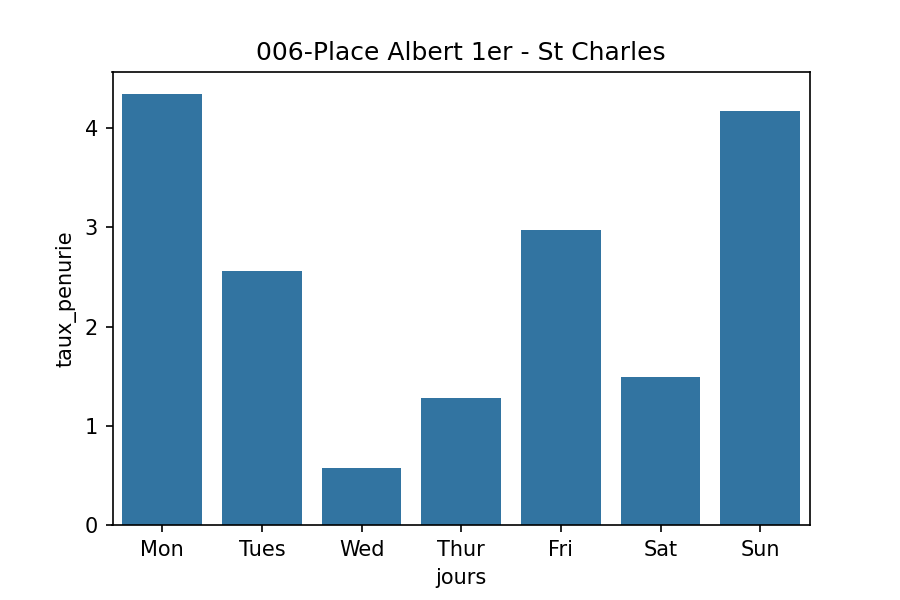 006-Place Albert 1er - St Charles
taux_penurie
4
3
2
1
0
Mon Tues Wed Thur Fri Sat Sun
jours